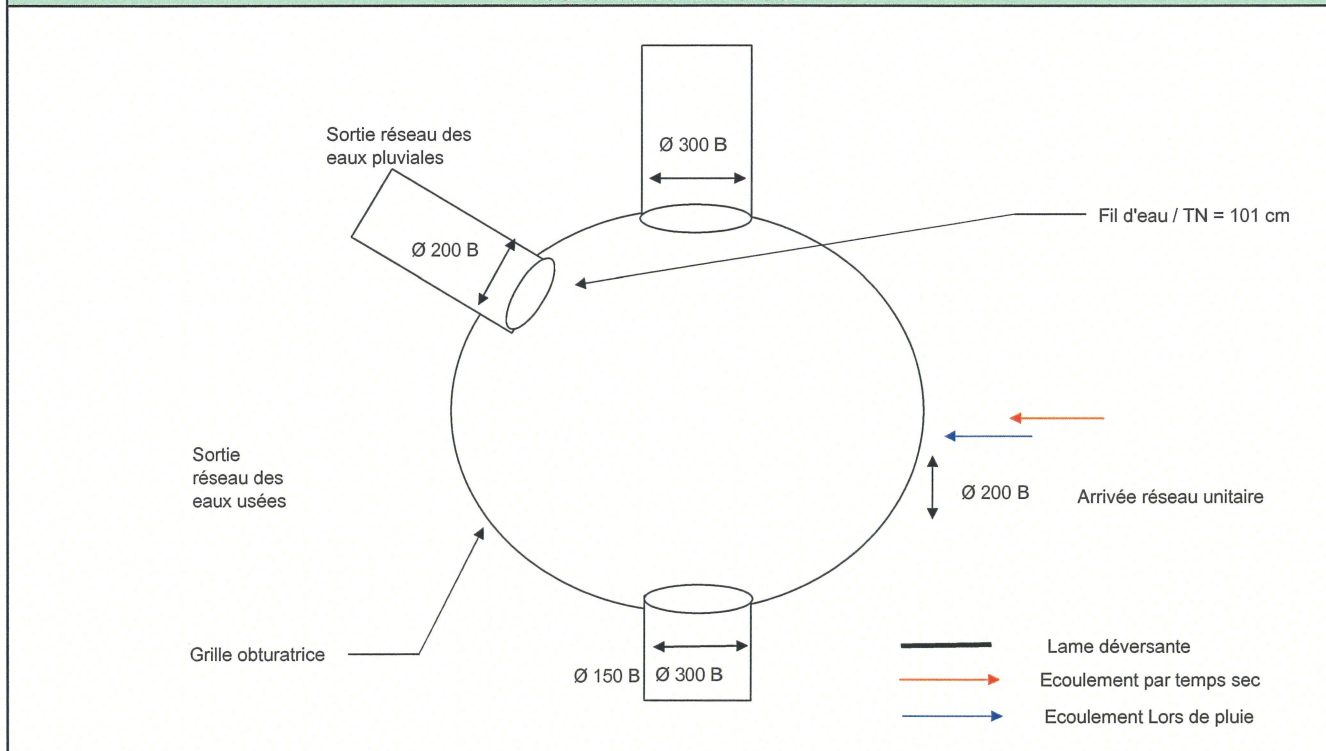 Sortie réseau des
eaux pluviales
Ø 300 B
Ø 200 B
Fil d'eau / TN = 101 cm
Sortie
réseau des
eaux usées
Ø 200 B
Arrivée réseau unitaire
Grille obturatrice
Ø 150 B
Ø 300 B
Lame déversante
Ecoulement par temps sec
Ecoulement Lors de pluie